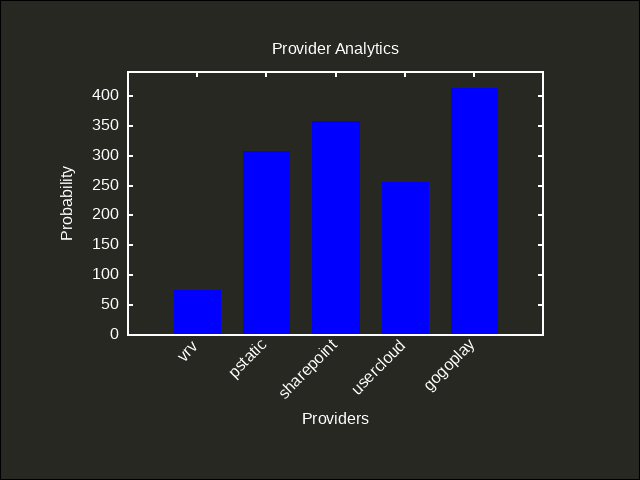 Provider Analytics
Probability
400
350
300
250
200
150
100
50
0
vrv
pstatic
sharepoint
usercloud
gogoplay
Providers